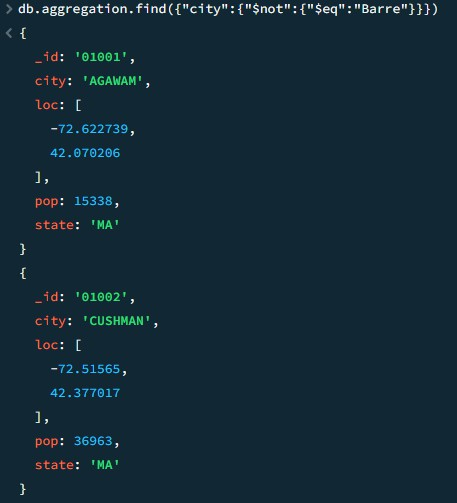 > db.aggregation.find({"city":{"$not":{"$eq":"Barre"}}})
< {
_id: '01001',
city: 'AGAWAM',
loc: [
-72.622739,
42.070206
],
pop: 15338,
state: 'MA'
}
{
_id: '01002',
city: 'CUSHMAN',
loc: [
-72.51565,
42.377017
],
pop: 36963,
state: 'MA'
}